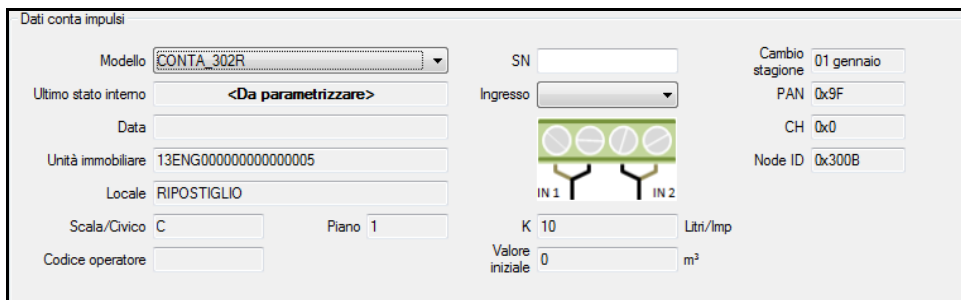 Dati conta impulsi
Modello CONTA_302R SN Cambio stagione 01 gennaio
Ultimo stato interno <Da parametrizzare> Ingresso PAN 0x9F
Data CH 0x0
Unità immobiliare 13ENG000000000000005 Node ID 0x300B
Locale RIPOSTIGLIO IN 1 IN 2
Scala/Civico C Piano 1 K 10 Litri/Imp
Codice operatore Valore iniziale 0 m³